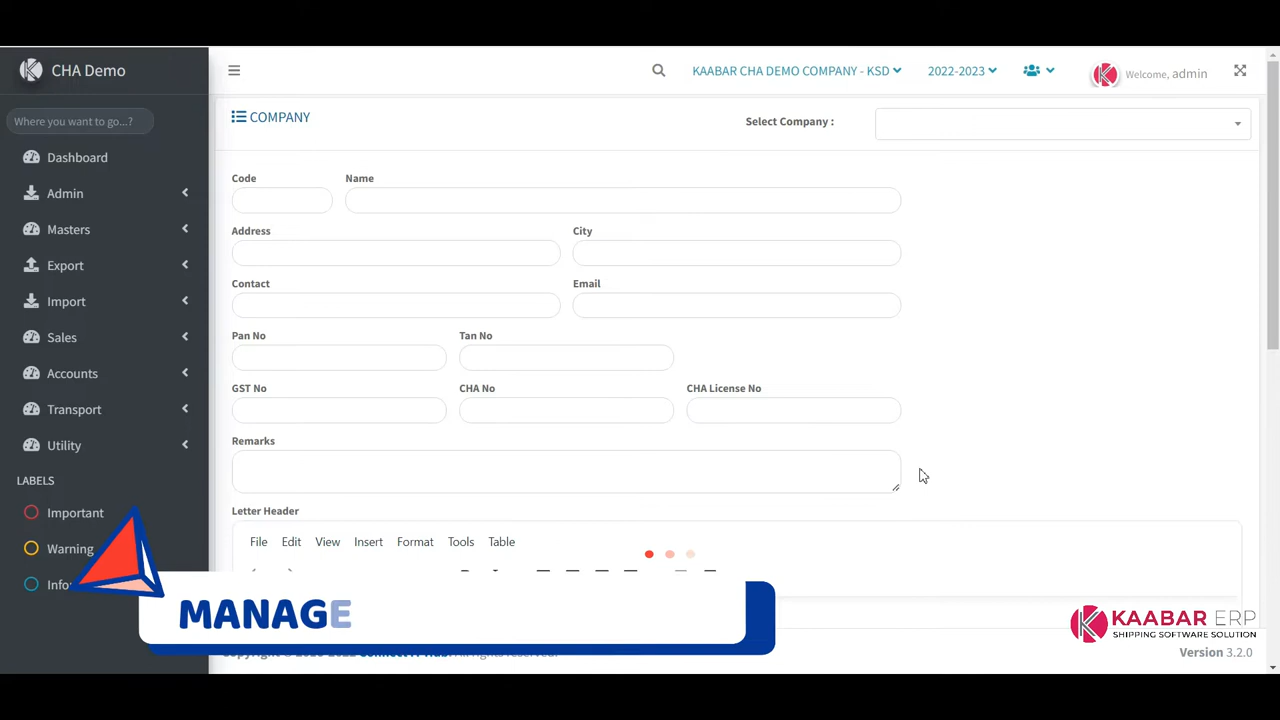 CHA Demo
KAABAR CHA DEMO COMPANY - KSD
2022-2023
Welcome, admin
Where you want to go...?
COMPANY
Select Company :
Dashboard
Admin
Masters
Export
Import
Sales
Accounts
Transport
Utility
LABELS
Important
Warning
Info
Code
Name
Address
City
Contact
Email
Pan No
Tan No
GST No
CHA No
CHA License No
Remarks
Letter Header
File Edit View Insert Format Tools Table
MANAGE
KAABAR ERP
SHIPPING SOFTWARE SOLUTION
Version 3.2.0